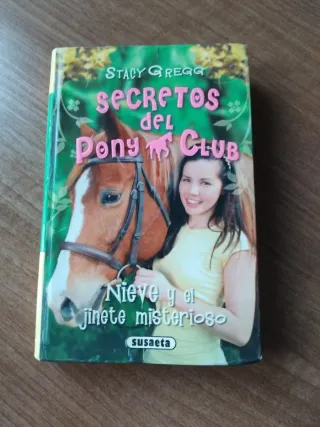 Stacy Gregg
Secretos
del
Pony Club
Nieve y el
jinete misterioso
susaeta